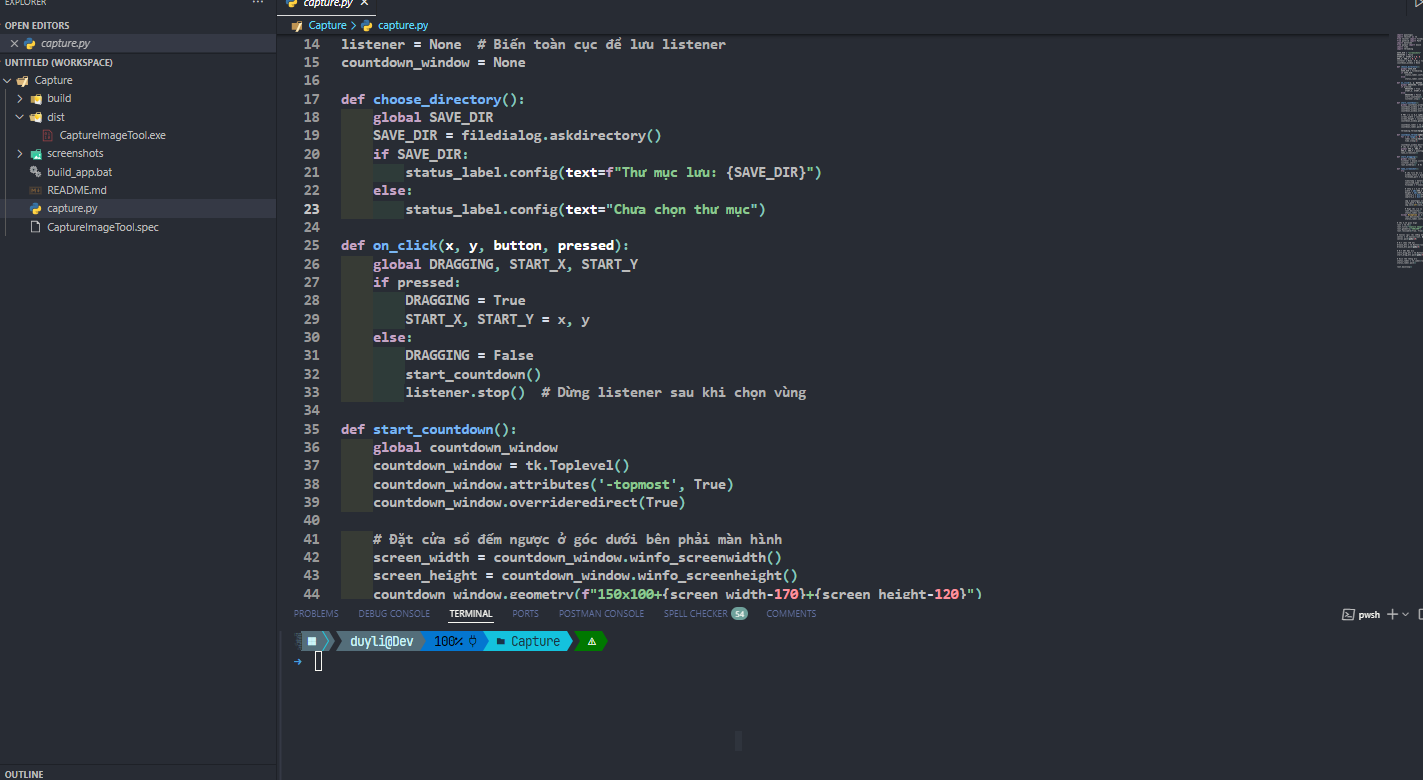 EXPLORER
···
OPEN EDITORS
capture.py
UNTITLED (WORKSPACE)
Capture
build
dist
CaptureImageTool.exe
screenshots
build_app.bat
README.md
capture.py
CaptureImageTool.spec
OUTLINE
capture.py
Capture > capture.py
14 listener = None  # Biến toàn cục để lưu listener
15 countdown_window = None
16
17 def choose_directory():
18     global SAVE_DIR
19     SAVE_DIR = filedialog.askdirectory()
20     if SAVE_DIR:
21         status_label.config(text=f"Thư mục lưu: {SAVE_DIR}")
22     else:
23         status_label.config(text="Chưa chọn thư mục")
24
25 def on_click(x, y, button, pressed):
26     global DRAGGING, START_X, START_Y
27     if pressed:
28         DRAGGING = True
29         START_X, START_Y = x, y
30     else:
31         DRAGGING = False
32         start_countdown()
33         listener.stop()  # Dừng listener sau khi chọn vùng
34
35 def start_countdown():
36     global countdown_window
37     countdown_window = tk.Toplevel()
38     countdown_window.attributes('-topmost', True)
39     countdown_window.overrideredirect(True)
40
41     # Đặt cửa sổ đếm ngược ở góc dưới bên phải màn hình
42     screen_width = countdown_window.winfo_screenwidth()
43     screen_height = countdown_window.winfo_screenheight()
44     countdown_window.geometry(f"150x100+{screen_width-170}+{screen_height-120}")
PROBLEMS DEBUG CONSOLE TERMINAL PORTS POSTMAN CONSOLE SPELL CHECKER 54 COMMENTS
pwsh
duyli@Dev 100% Capture